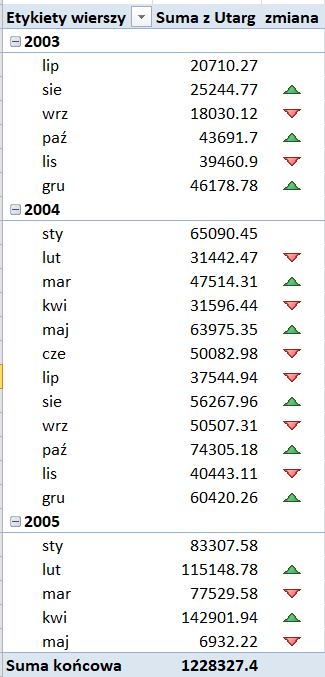 Etykiety wierszy Suma z Utarg zmiana
2003
lip 20710.27
sie 25244.77
wrz 18030.12
paź 43691.7
lis 39460.9
gru 46178.78
2004
sty 65090.45
lut 31442.47
mar 47514.31
kwi 31596.44
maj 63975.35
cze 50082.98
lip 37544.94
sie 56267.96
wrz 50507.31
paź 74305.18
lis 40443.11
gru 60420.26
2005
sty 83307.58
lut 115148.78
mar 77529.58
kwi 142901.94
maj 6932.22
Suma końcowa 1228327.4